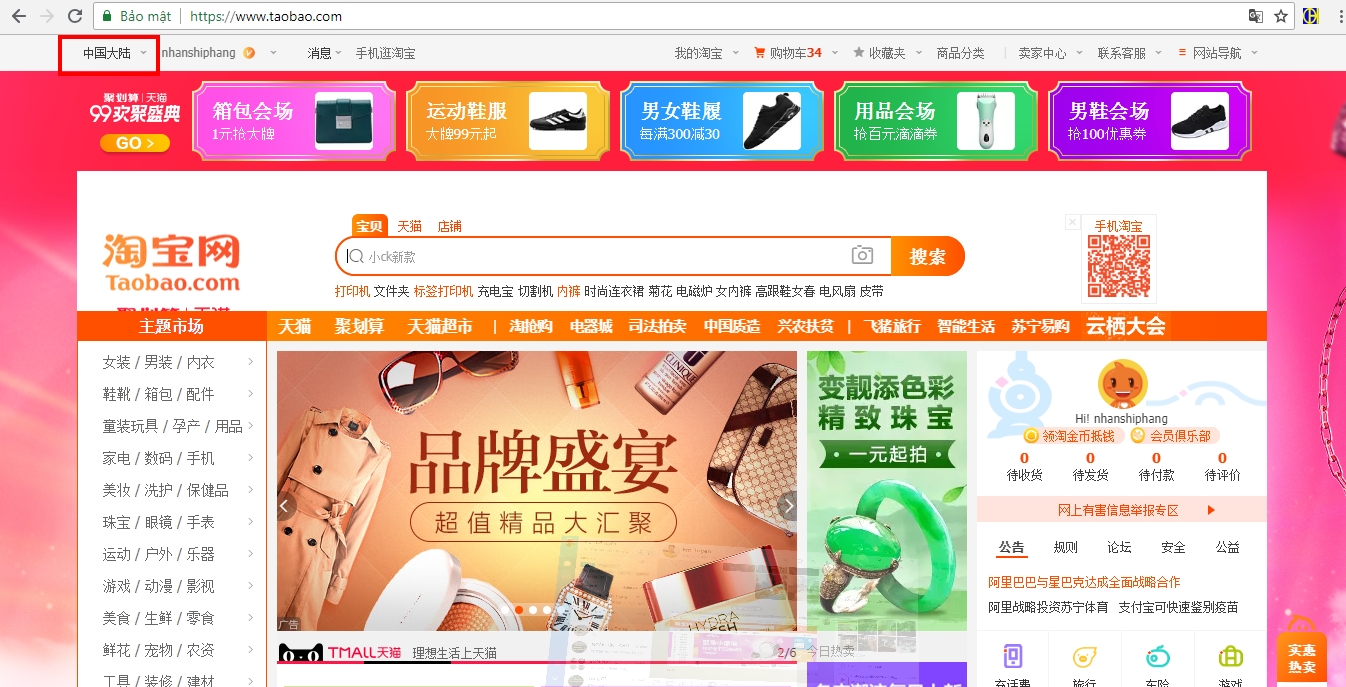 Bảo mật https://www.taobao.com
中国大陆 nhanshiphang 消息 手机逛淘宝 我的淘宝 购物车34 收藏夹 商品分类 卖家中心 联系客服 网站导航
聚划算 天猫
99欢聚盛典
GO >
箱包会场
1元抢大牌
运动鞋服
大牌99元起
男女鞋履
每满300减30
用品会场
抢百元滴滴券
男鞋会场
抢100优惠券
宝贝 天猫 店铺
手机淘宝
淘宝网
Taobao.com
小ck新款 搜索
打印机 文件夹 标签打印机 充电宝 切割机 内裤 时尚连衣裙 菊花 电磁炉 女内裤 高跟鞋女春 电风扇 皮带
主题市场 天猫 聚划算 天猫超市 | 淘抢购 电器城 司法拍卖 中国质造 兴农扶贫 | 飞猪旅行 智能生活 苏宁易购 云栖大会
女装 / 男装 / 内衣
鞋靴 / 箱包 / 配件
童装玩具 / 孕产 / 用品
家电 / 数码 / 手机
美妆 / 洗护 / 保健品
珠宝 / 眼镜 / 手表
运动 / 户外 / 乐器
游戏 / 动漫 / 影视
美食 / 生鲜 / 零食
鲜花 / 宠物 / 农资
工具 / 装修 / 建材
CLINIQUE
品牌盛宴
超值精品大汇聚
HYDRA
广告
变靓添色彩
精致珠宝
·一元起拍·
TMALL天猫 理想生活上天猫 2/6
今日热卖
Hi! nhanshiphang
领淘金币抵钱 会员俱乐部
0 0 0 0
待收货 待发货 待付款 待评价
网上有害信息举报专区
公告 规则 论坛 安全 公益
阿里巴巴与星巴克达成全面战略合作
阿里战略投资苏宁体育 支付宝可快速鉴别疫苗
充话费 旅行 车险 游戏
实惠
热卖